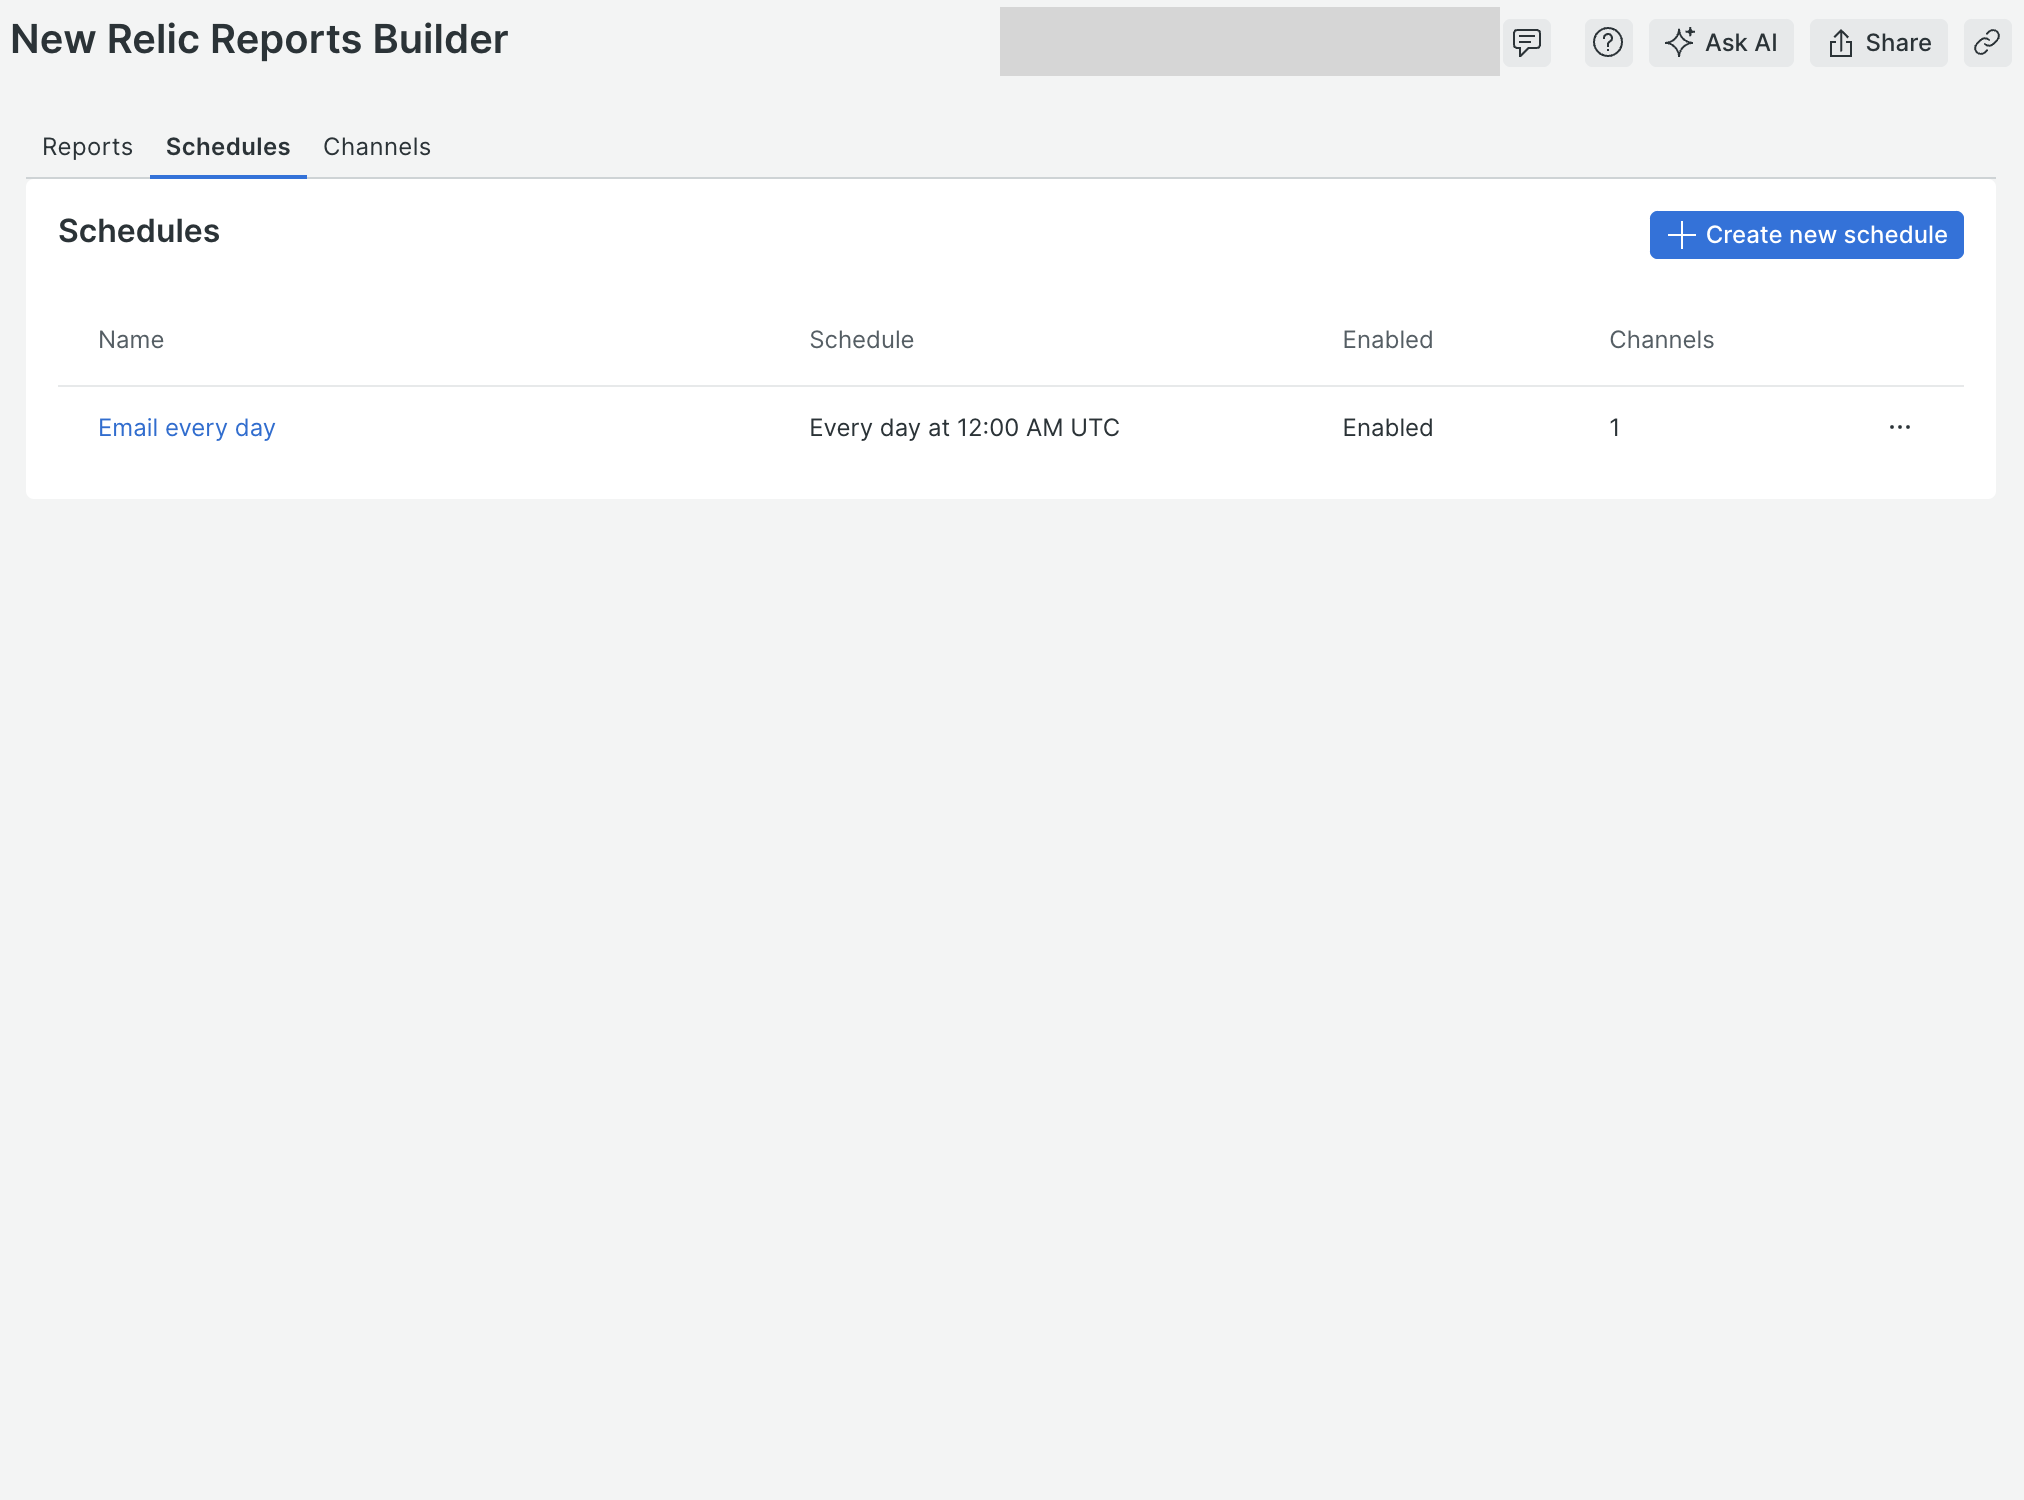 New Relic Reports Builder
Ask AI
Share
Reports
Schedules
Channels
Schedules
Create new schedule
Name
Schedule
Enabled
Channels
Email every day
Every day at 12:00 AM UTC
Enabled
1